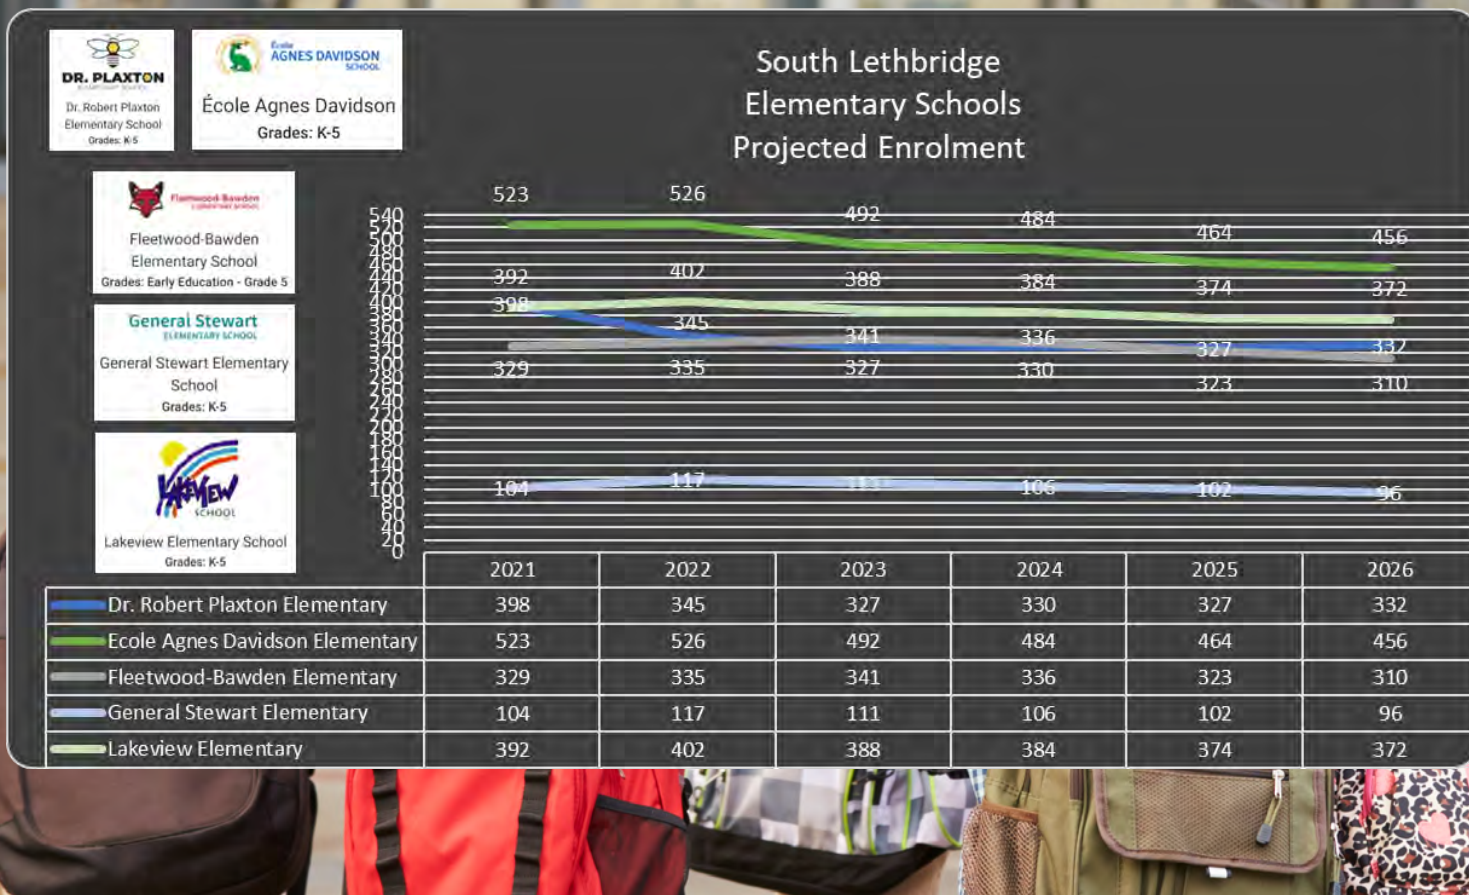 DR. PLAXTON
Dr. Robert Plaxton
Elementary School
Grades: K-5
École
AGNES DAVIDSON
SCHOOL
École Agnes Davidson
Grades: K-5
South Lethbridge
Elementary Schools
Projected Enrolment
Fleetwood-Bawden
ELEMENTARY SCHOOL
Fleetwood-Bawden
Elementary School
Grades: Early Education - Grade 5
General Stewart
ELEMENTARY SCHOOL
General Stewart Elementary
School
Grades: K-5
LAKEVIEW
SCHOOL
Lakeview Elementary School
Grades: K-5
540
520
500
480
460
440
420
400
380
360
340
320
300
280
260
240
220
200
180
160
140
120
100
80
60
40
20
0
523 526 492 484 464 456
392 402 388 384 374 372
398 345 341 336 327 332
329 335 327 330 323 310
104 117 106 102 96
2021 2022 2023 2024 2025 2026
Dr. Robert Plaxton Elementary 398 345 327 330 327 332
Ecole Agnes Davidson Elementary 523 526 492 484 464 456
Fleetwood-Bawden Elementary 329 335 341 336 323 310
General Stewart Elementary 104 117 111 106 102 96
Lakeview Elementary 392 402 388 384 374 372